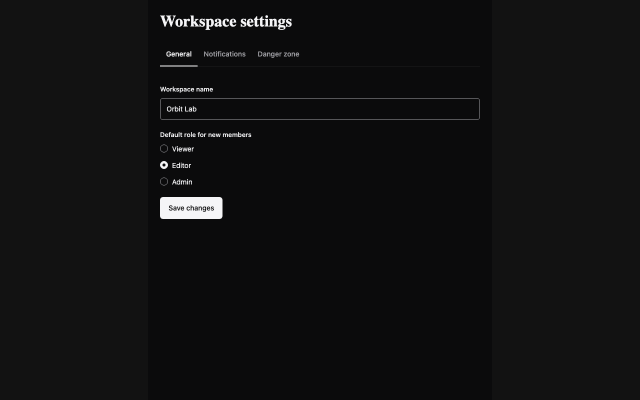 Workspace settings
General Notifications Danger zone
Workspace name
Orbit Lab
Default role for new members
Viewer
Editor
Admin
Save changes